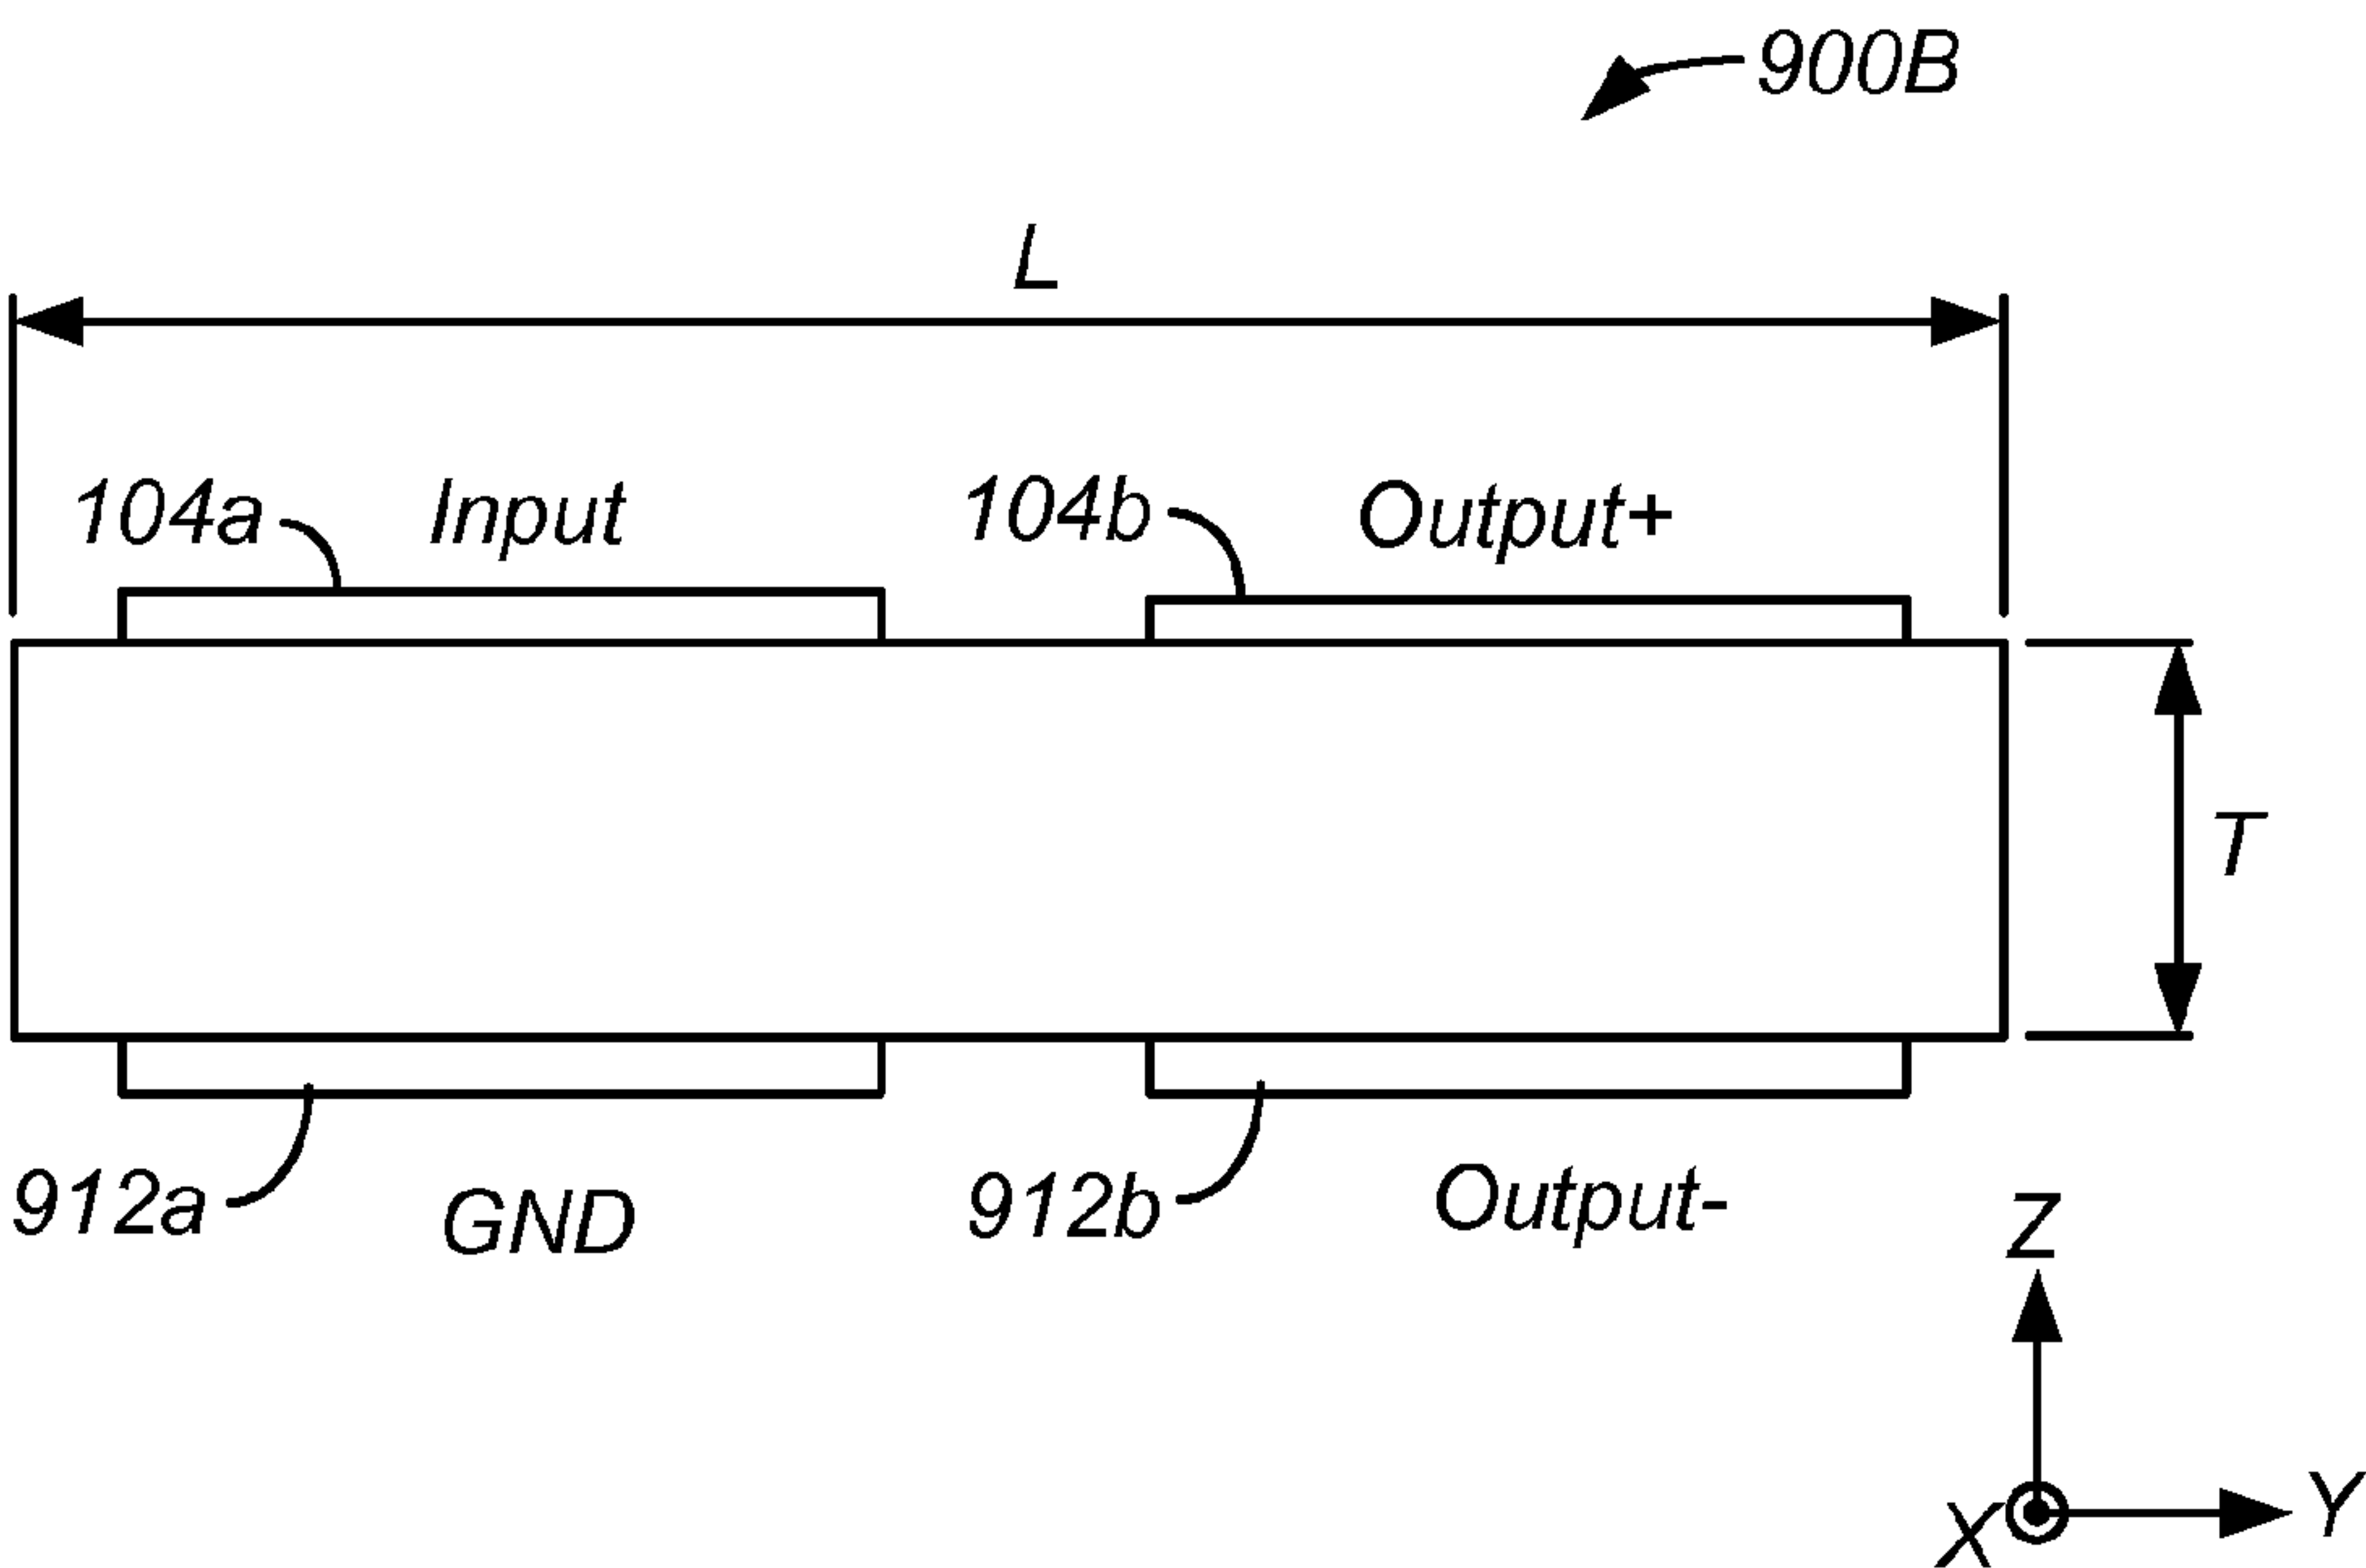 900B
L
104a Input 104b Output+
T
912a GND 912b Output-
Z
X Y